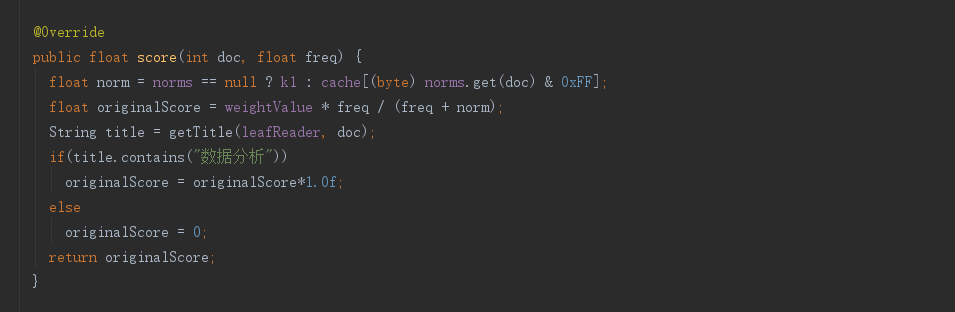 @Override
public float score(int doc, float freq) {
float norm = norms == null ? k1 : cache[(byte) norms.get(doc) & 0xFF];
float originalScore = weightValue * freq / (freq + norm);
String title = getTitle(leafReader, doc);
if(title.contains("数据分析"))
originalScore = originalScore*1.0f;
else
originalScore = 0;
return originalScore;
}